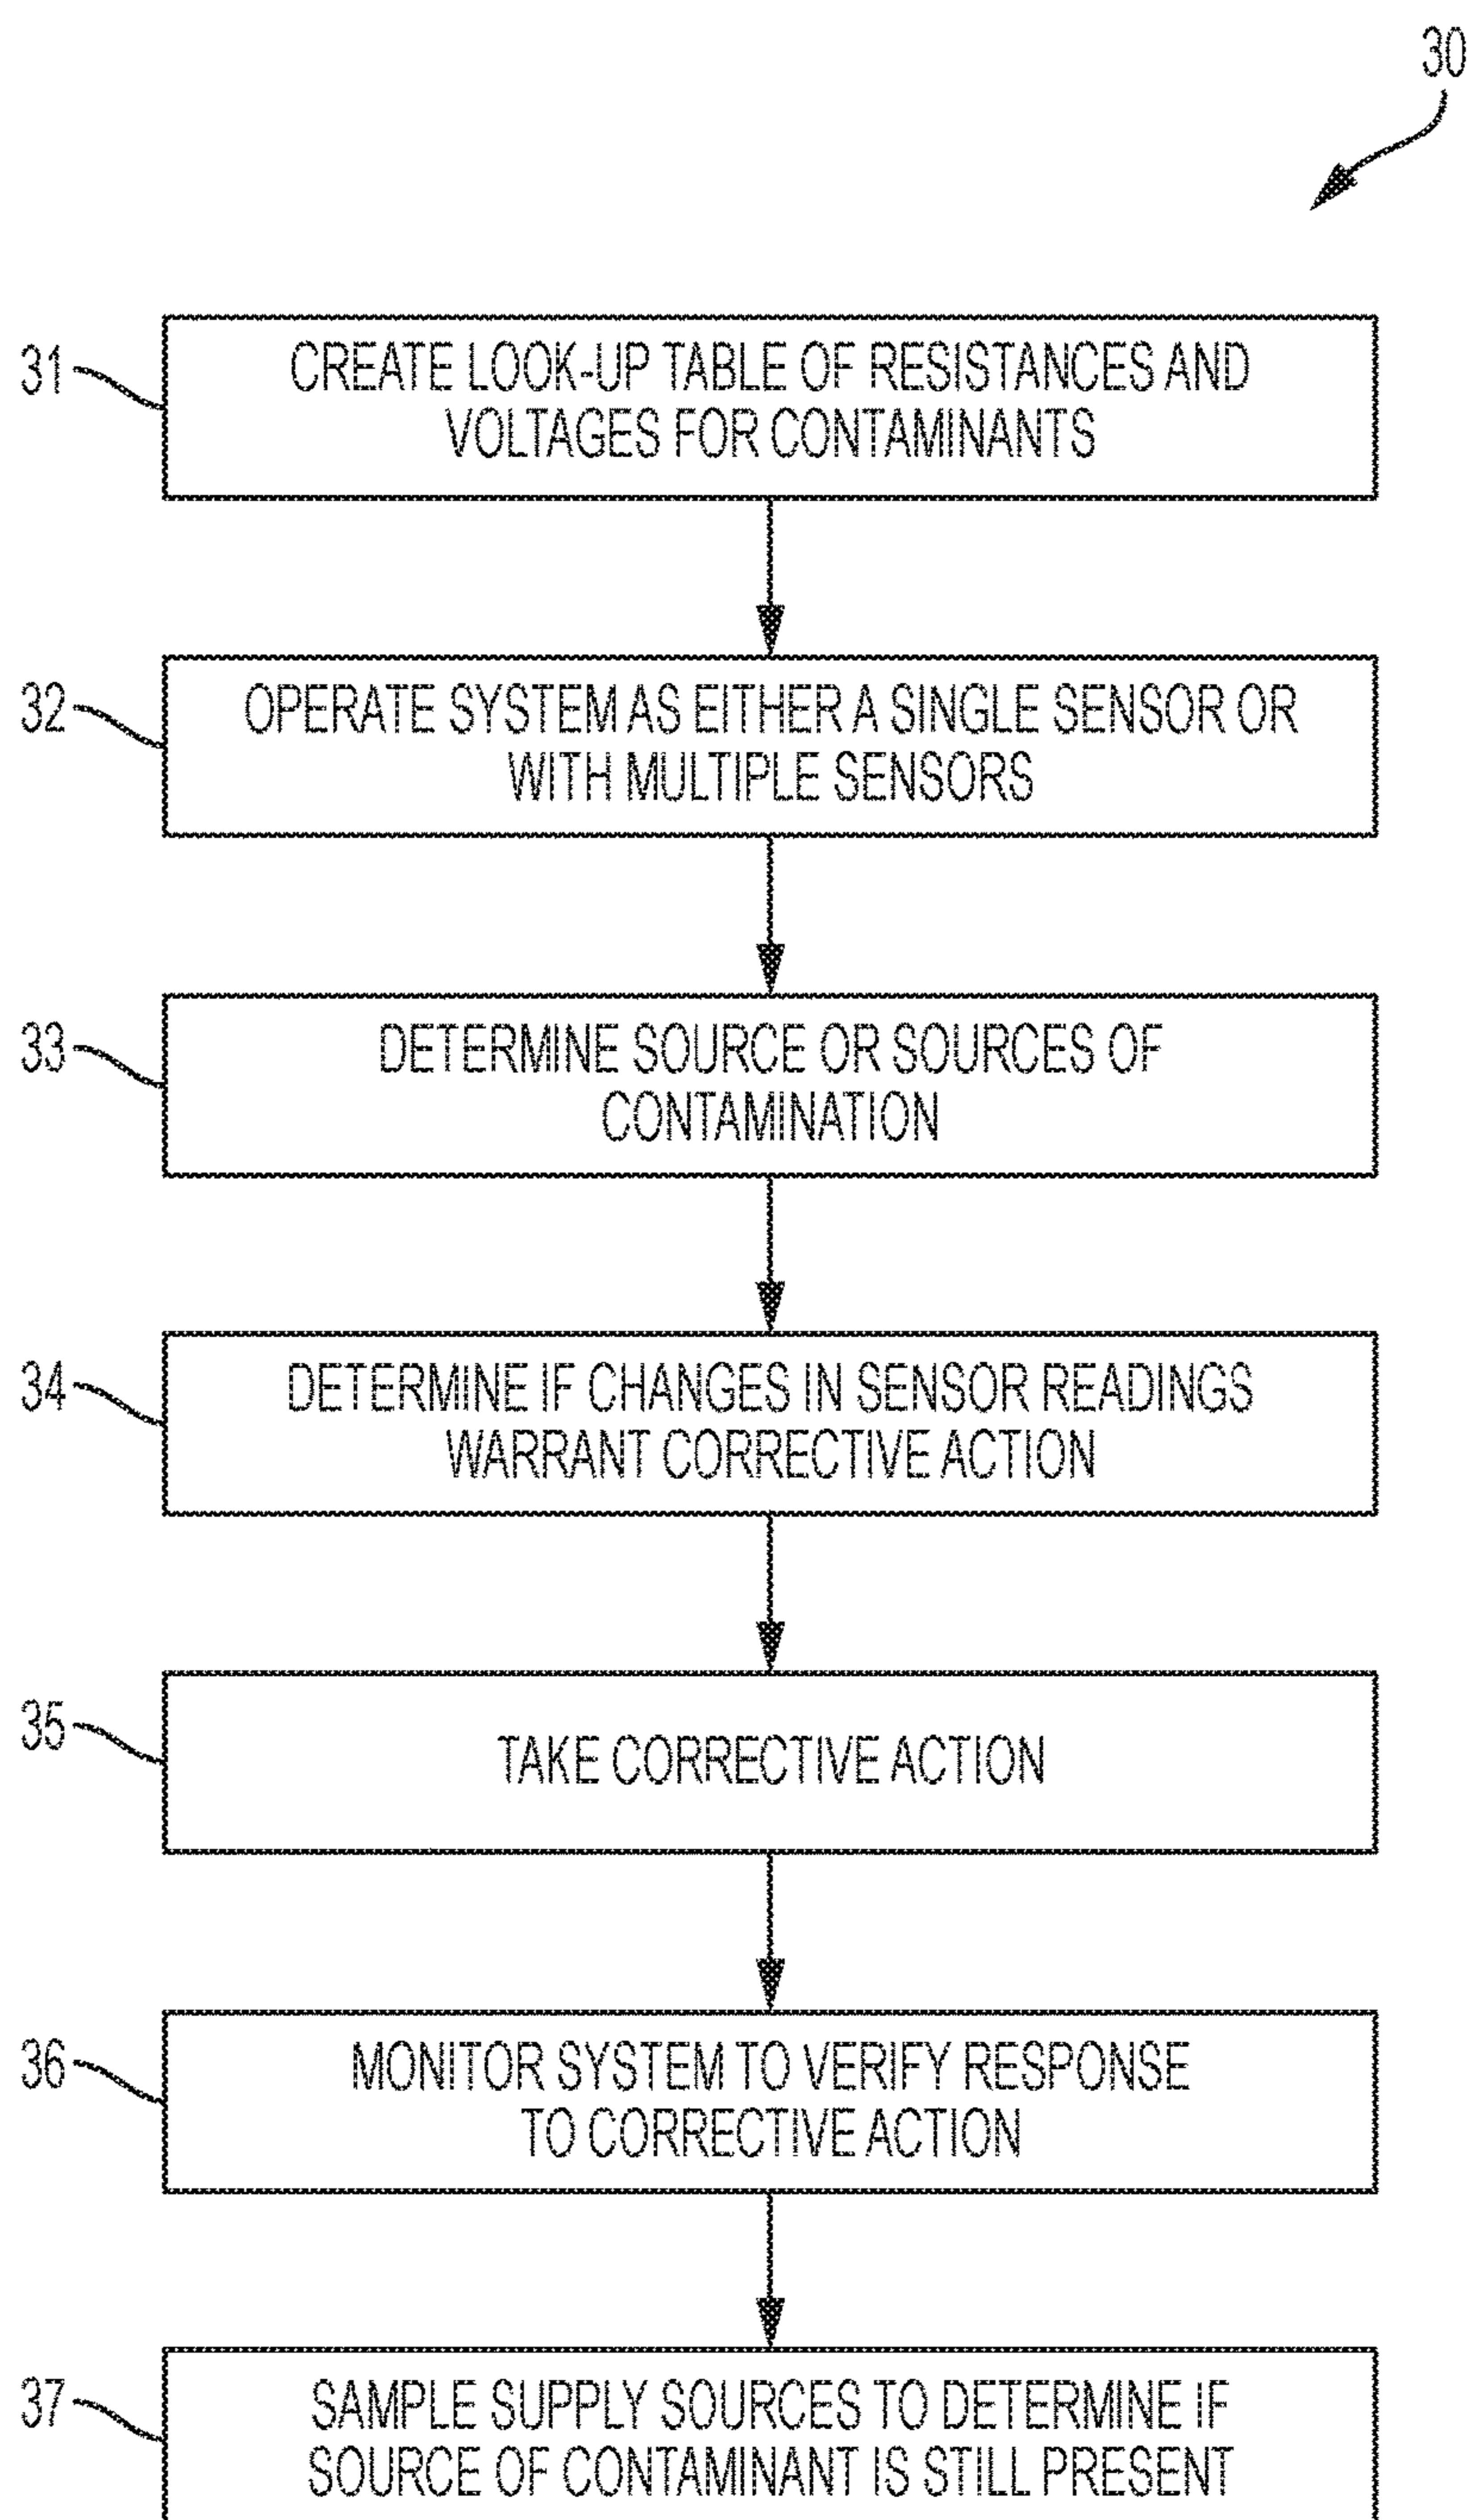 30
31
CREATE LOOK-UP TABLE OF RESISTANCES AND
VOLTAGES FOR CONTAMINANTS
32
OPERATE SYSTEM AS EITHER A SINGLE SENSOR OR
WITH MULTIPLE SENSORS
33
DETERMINE SOURCE OR SOURCES OF
CONTAMINATION
34
DETERMINE IF CHANGES IN SENSOR READINGS
WARRANT CORRECTIVE ACTION
35
TAKE CORRECTIVE ACTION
36
MONITOR SYSTEM TO VERIFY RESPONSE
TO CORRECTIVE ACTION
37
SAMPLE SUPPLY SOURCES TO DETERMINE IF
SOURCE OF CONTAMINANT IS STILL PRESENT